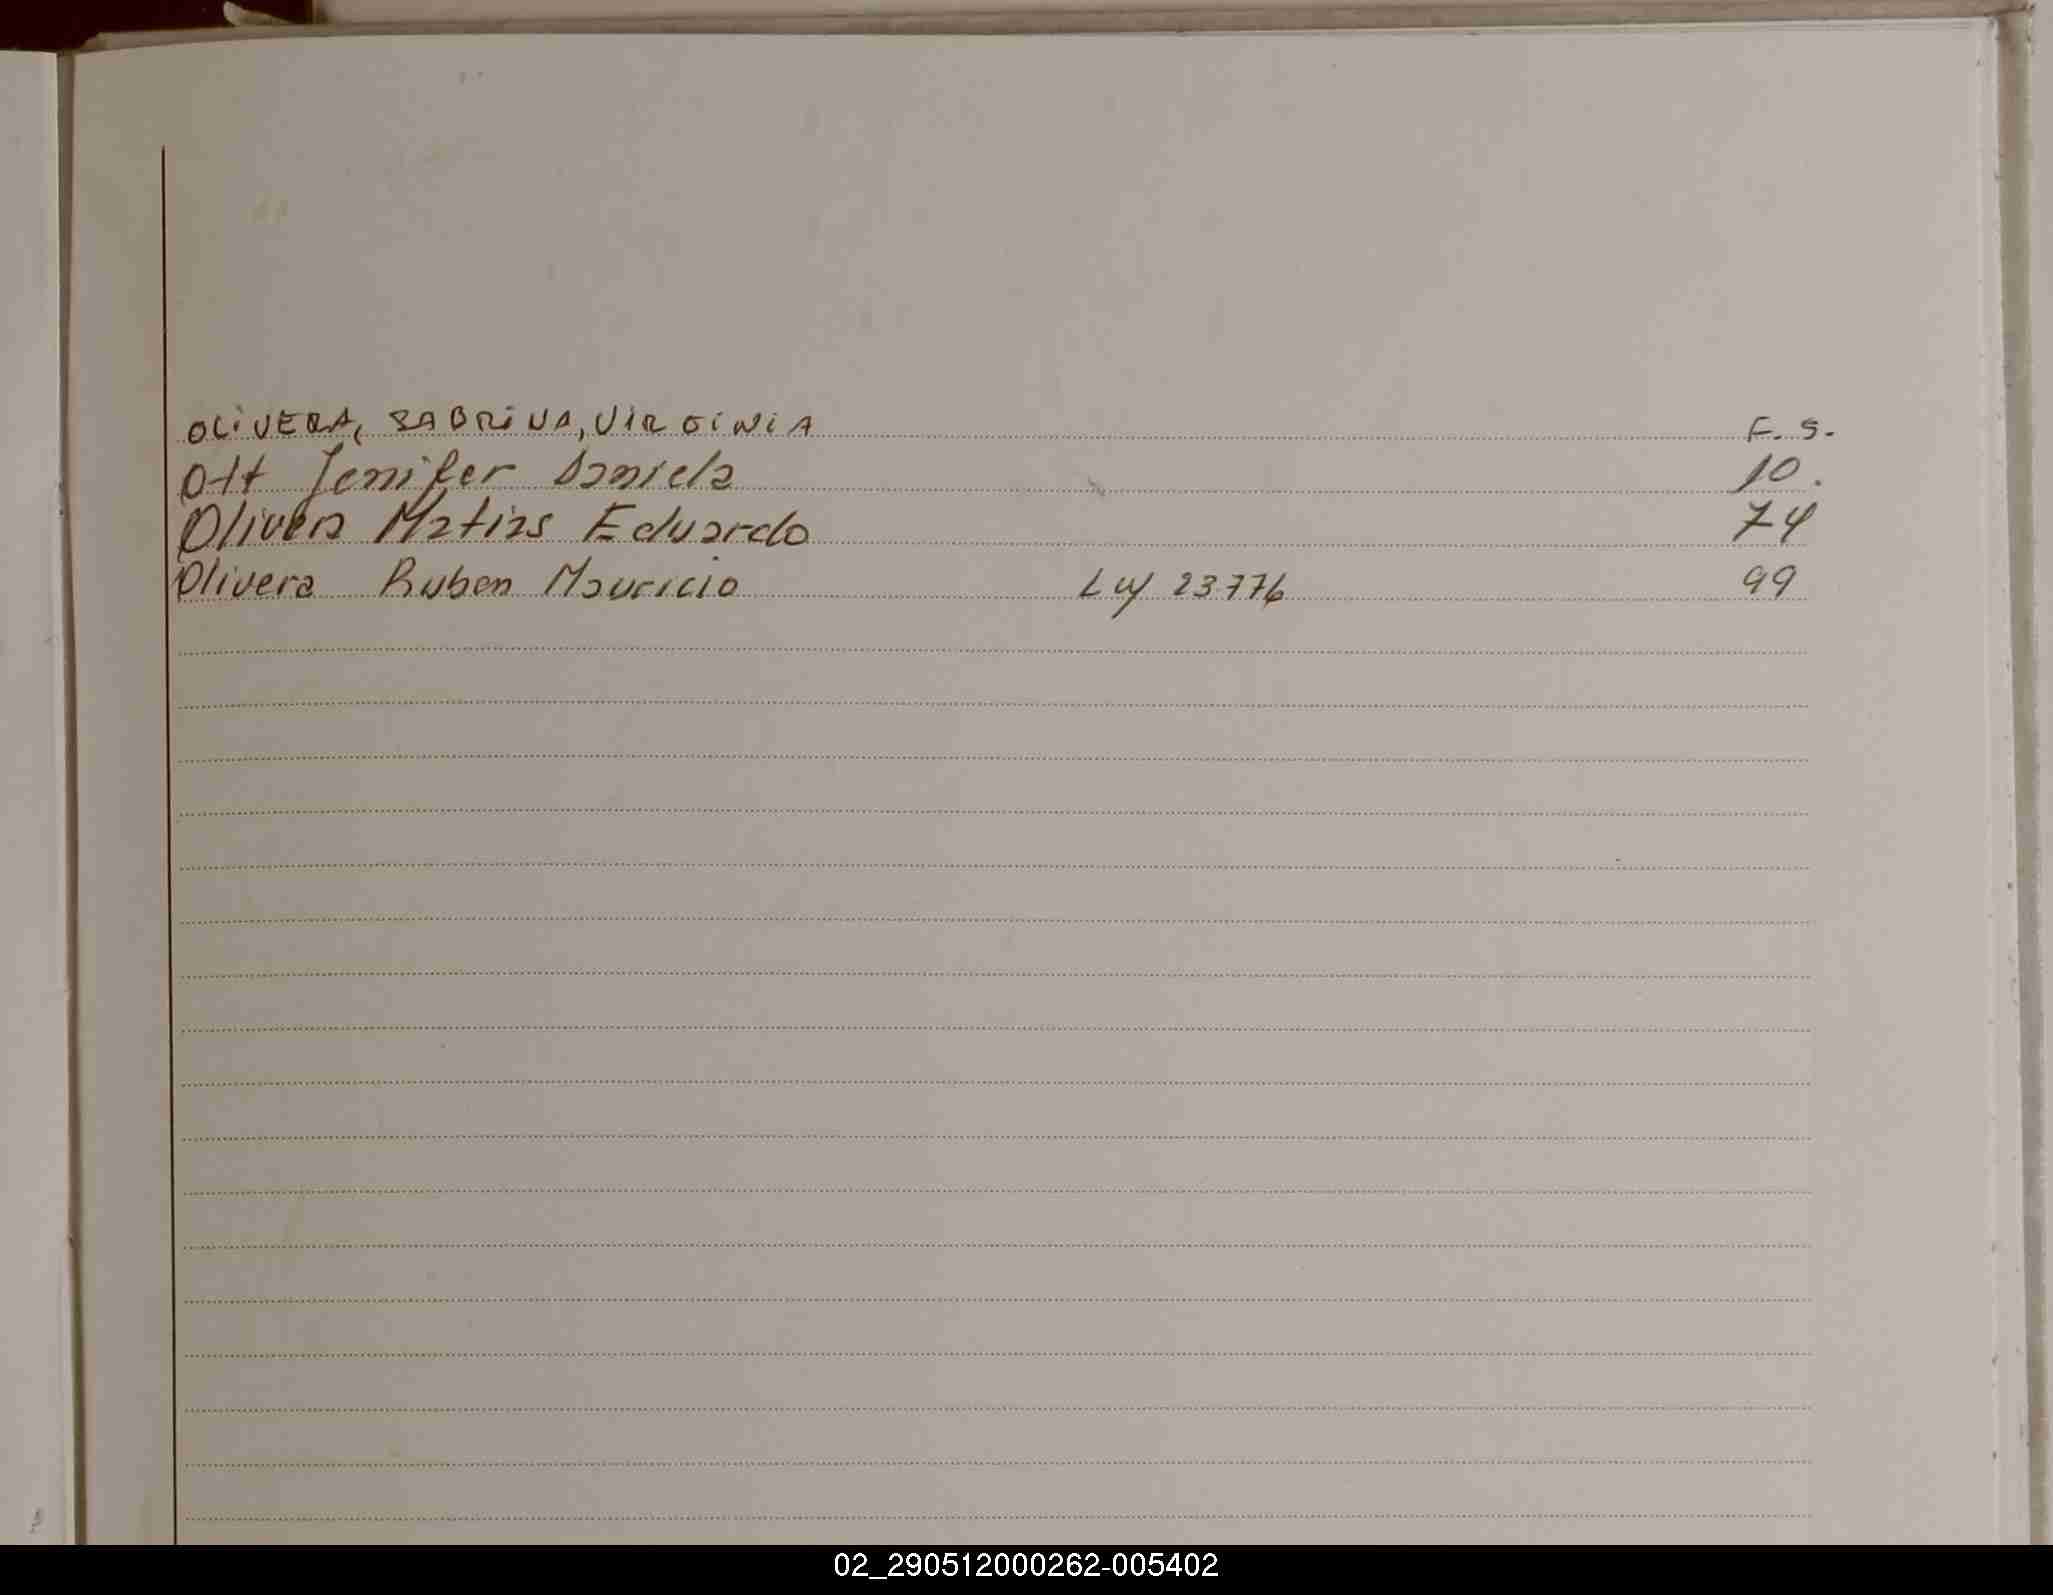 OLIVERA, SABRINA, VIRGINIA F. S.
Ott Jenifer Daniela 10.
Olivera Matias Eduardo 74
Olivera Ruben Mauricio Ley 23776 99
02_290512000262-005402